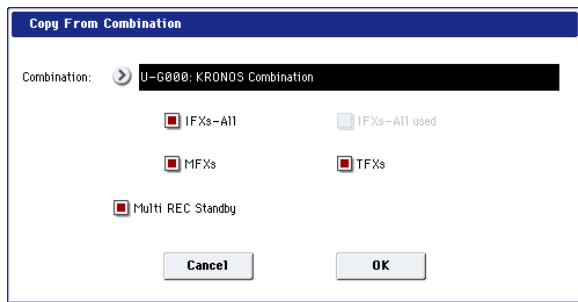 Copy From Combination
Combination: U-G000: KRONOS Combination
IFXs-All IFXs-All used
MFXs TFXs
Multi REC Standby
Cancel OK